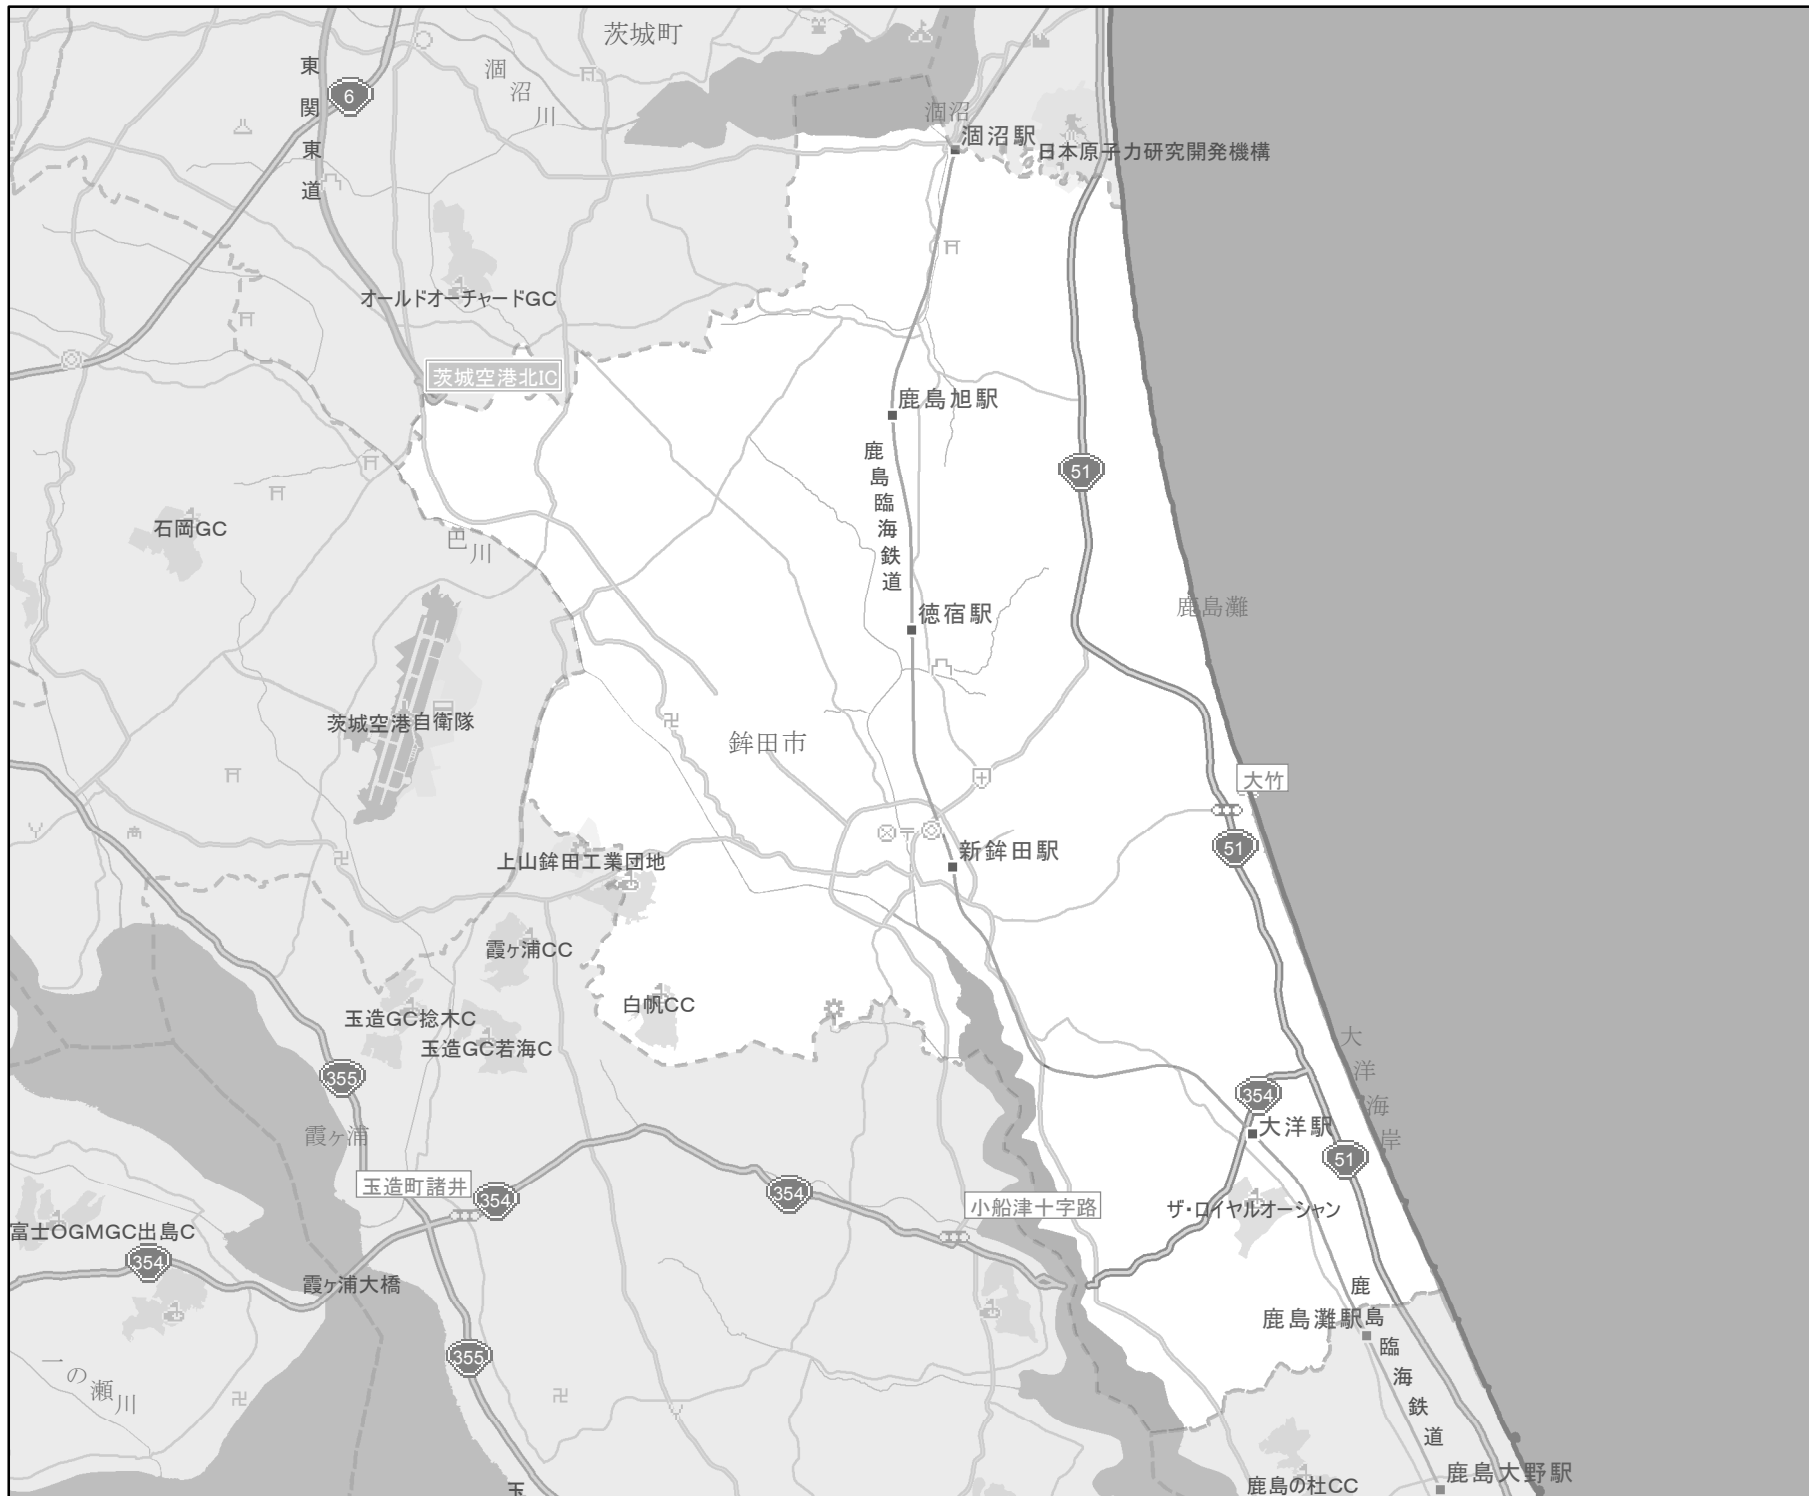 茨城町
東関東道
6
涸沼川
涸沼
涸沼駅
日本原子力研究開発機構
オールドオーチャードGC
茨城空港北IC
鹿島旭駅
鹿島臨海鉄道
51
石岡GC
巴川
徳宿駅
鹿島灘
茨城空港
自衛隊
鉾田市
大竹
51
新鉾田駅
上山鉾田工業団地
霞ヶ浦CC
白帆CC
玉造GC捻木C
玉造GC若海C
大洋海岸
355
354
大洋駅
霞ヶ浦
51
玉造町諸井
354
354
小船津十字路
ザ・ロイヤルオーシャン
富士OGMGC出島C
354
霞ヶ浦大橋
鹿島灘駅
鹿島臨海鉄道
355
一の瀬川
鹿島大野駅
鹿島の杜CC
玉